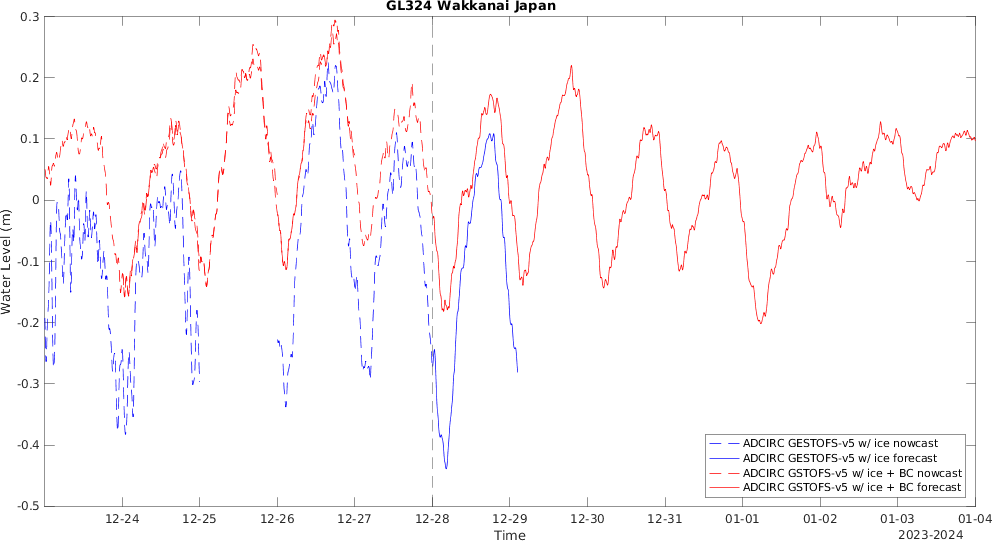 GL324 Wakkanai Japan
0.3
0.2
0.1
0
-0.1
-0.2
-0.3
-0.4
-0.5
Water Level (m)
ADCIRC GESTOFS-v5 w/ ice nowcast
ADCIRC GESTOFS-v5 w/ ice forecast
ADCIRC GSTOFS-v5 w/ ice + BC nowcast
ADCIRC GSTOFS-v5 w/ ice + BC forecast
12-24 12-25 12-26 12-27 12-28 12-29 12-30 12-31 01-01 01-02 01-03 01-04
Time
2023-2024